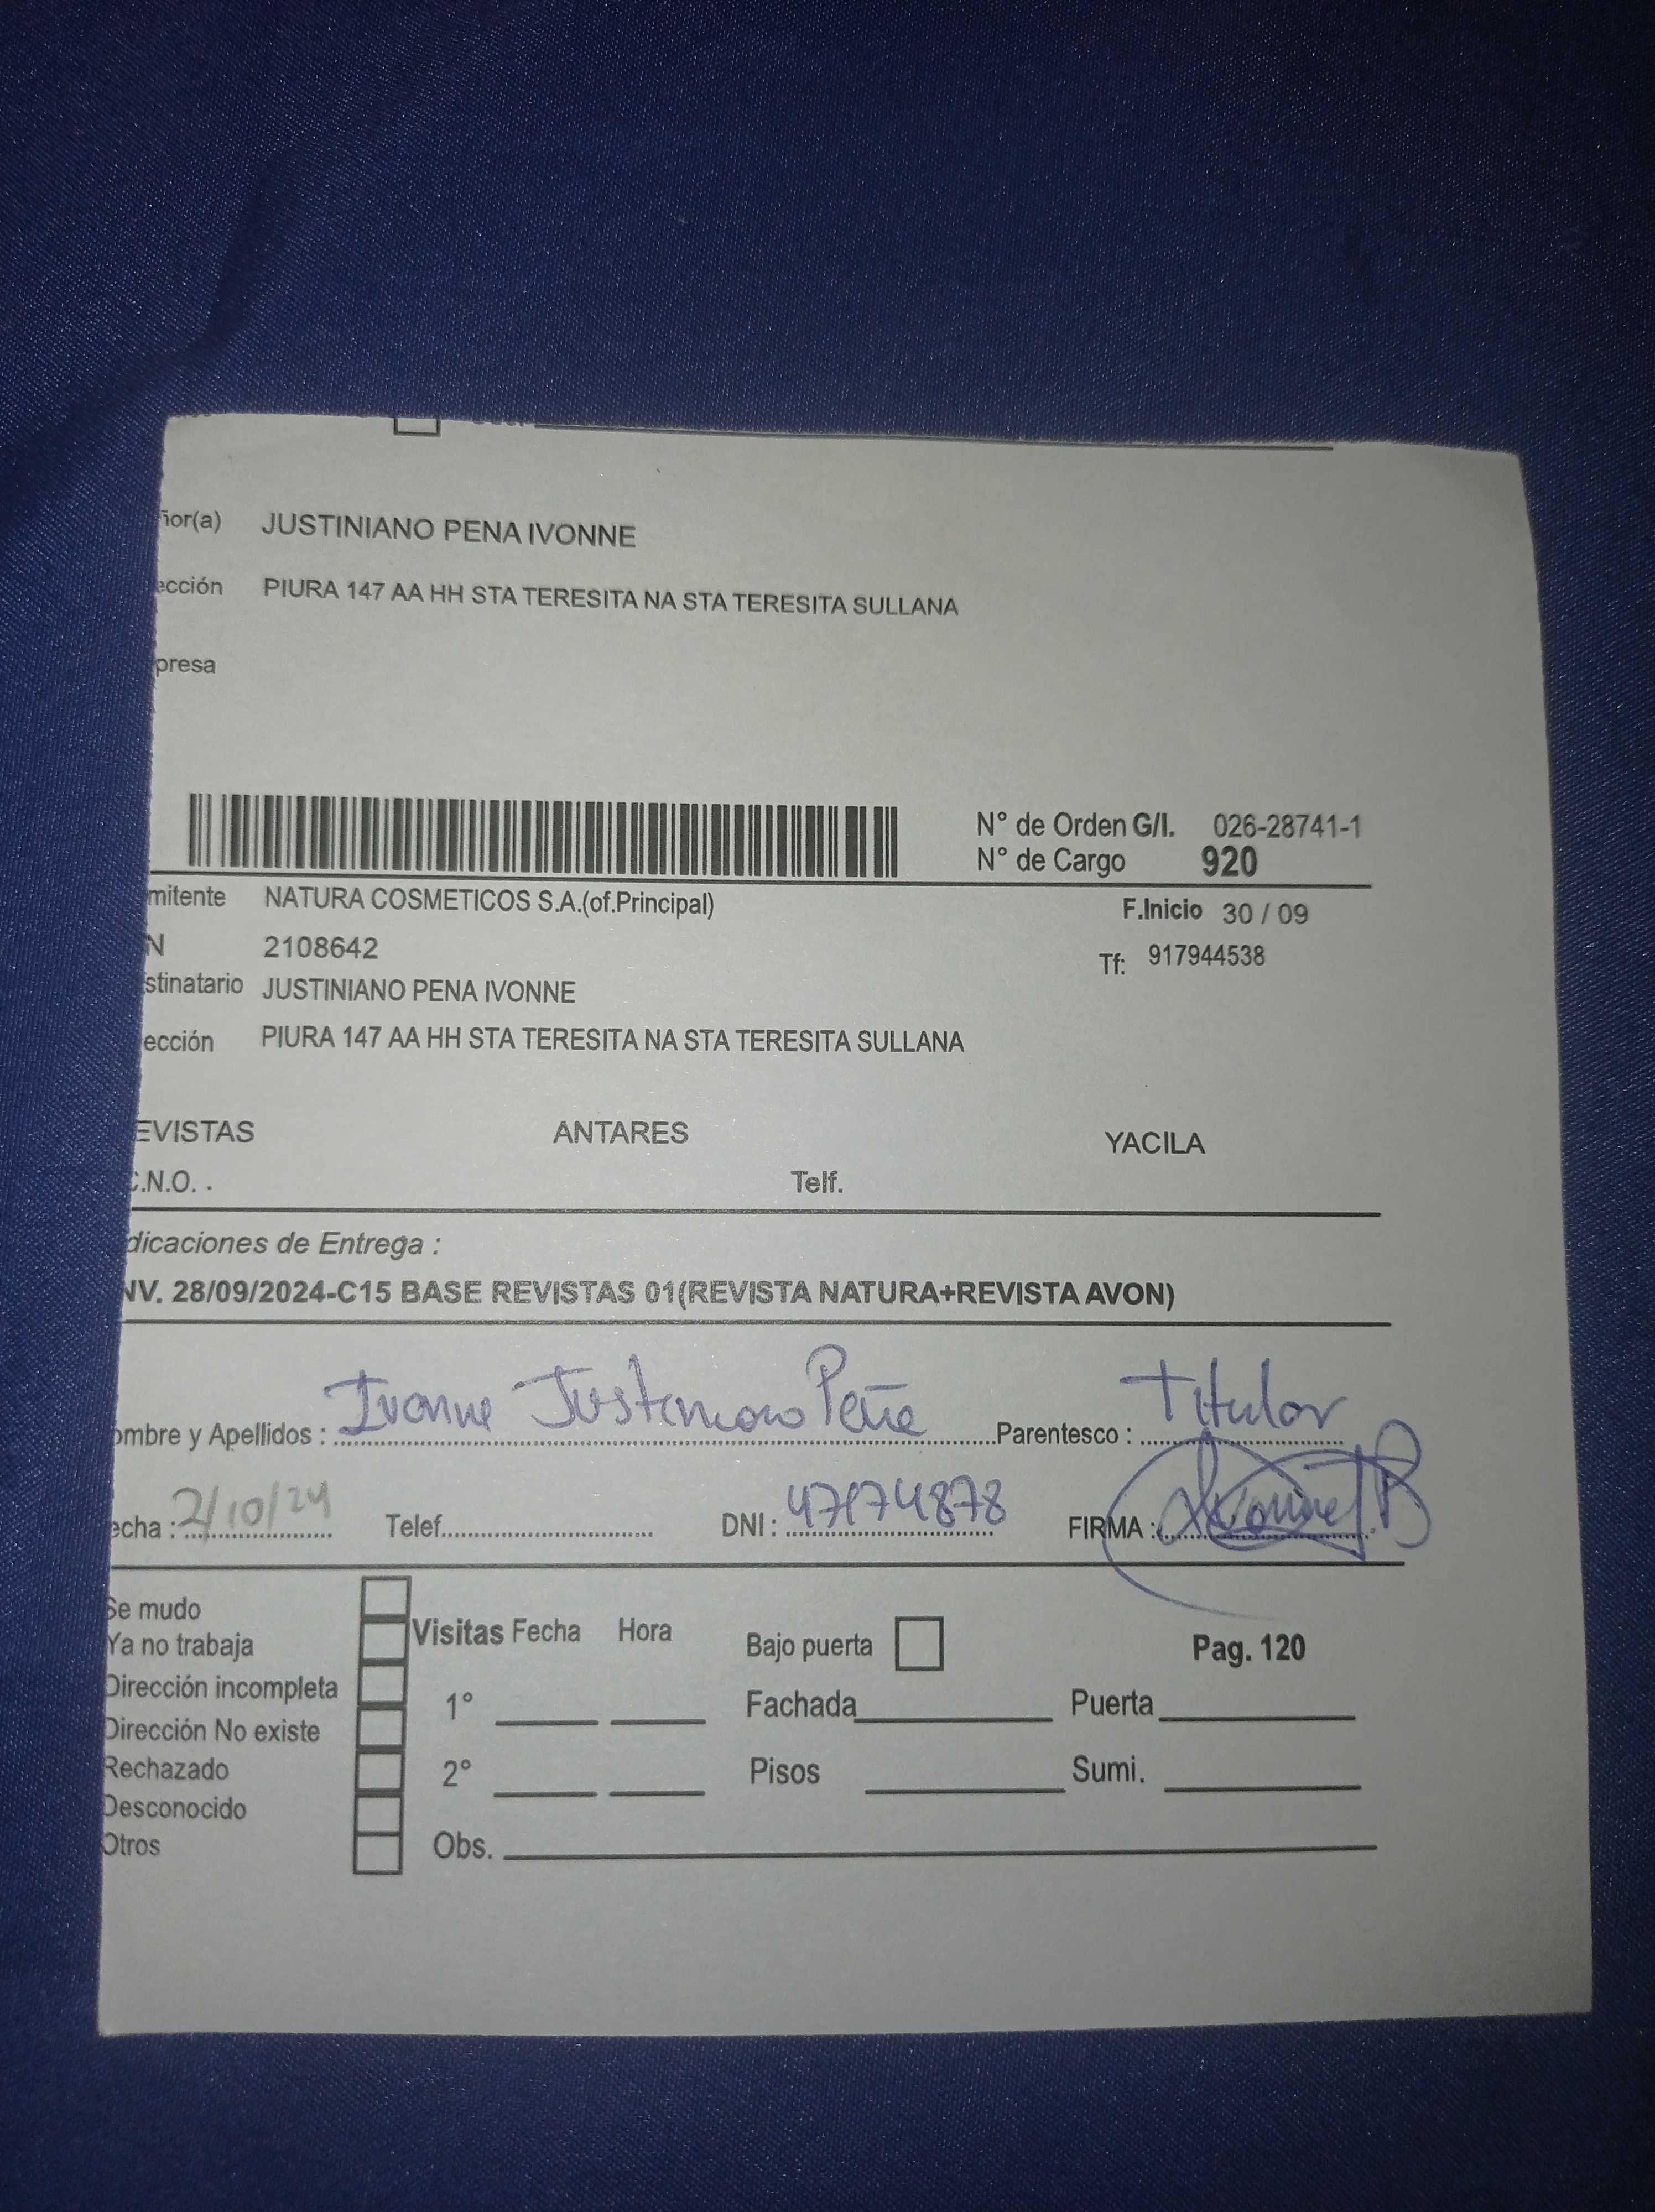 ñor(a) JUSTINIANO PENA IVONNE
ección PIURA 147 AA HH STA TERESITA NA STA TERESITA SULLANA
presa
N° de Orden G/I. 026-28741-1
N° de Cargo 920
mitente NATURA COSMETICOS S.A.(of.Principal) F.Inicio 30 / 09
N 2108642 Tf: 917944538
stinatario JUSTINIANO PENA IVONNE
ección PIURA 147 AA HH STA TERESITA NA STA TERESITA SULLANA
EVISTAS ANTARES YACILA
C.N.O. . Telf.
dicaciones de Entrega :
NV. 28/09/2024-C15 BASE REVISTAS 01(REVISTA NATURA+REVISTA AVON)
ombre y Apellidos : Ivonne Justiniano Peña Parentesco : Titular
echa : 2/10/24 Telef. DNI : 47174878 FIRMA :
Se mudo
Ya no trabaja
Dirección incompleta
Dirección No existe
Rechazado
Desconocido
Otros
Visitas Fecha Hora Bajo puerta Pag. 120
1° Fachada Puerta
2° Pisos Sumi.
Obs.